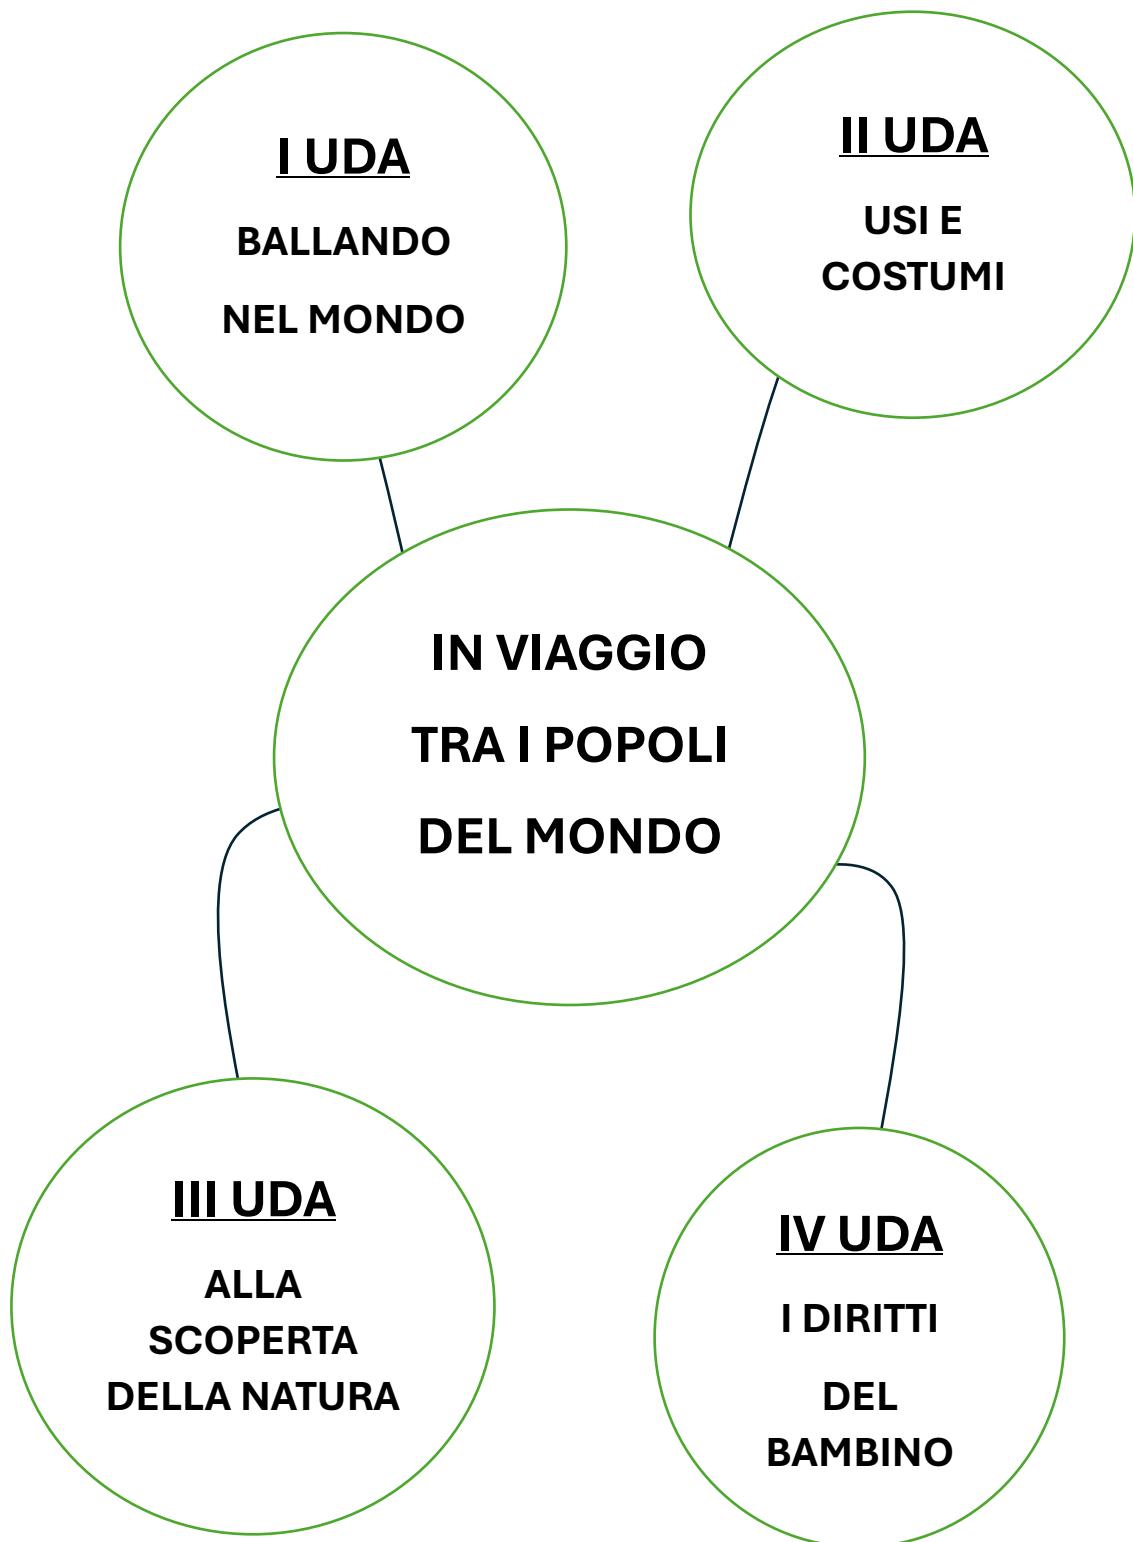 I UDA
BALLANDO
NEL MONDO
II UDA
USI E
COSTUMI
IN VIAGGIO
TRA I POPOLI
DEL MONDO
III UDA
ALLA
SCOPERTA
DELLA NATURA
IV UDA
I DIRITTI
DEL
BAMBINO